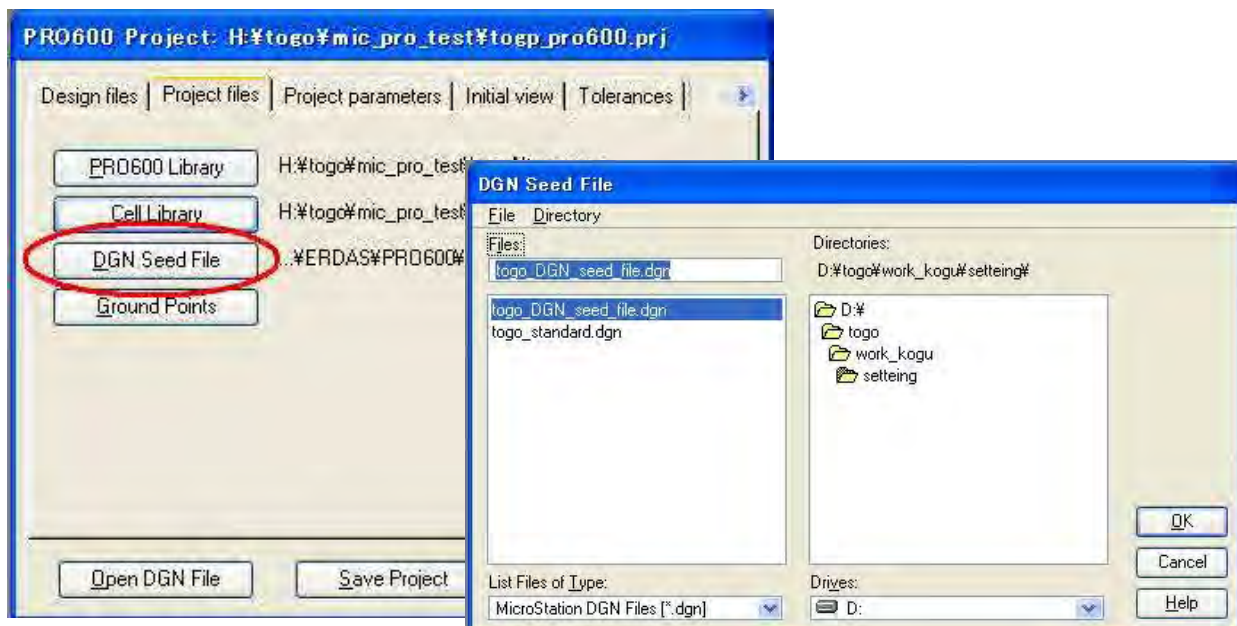 PRO600 Project: H:¥togo¥mic_pro_test¥togp_pro600.prj
Design files | Project files | Project parameters | Initial view | Tolerances |
PRO600 Library H:¥togo¥mic_pro_test
Cell Library H:¥togo¥mic_pro_test
DGN Seed File ...¥ERDAS¥PRO600¥
Ground Points
Open DGN File Save Project
DGN Seed File
File Directory
Files: Directories:
togo_DGN_seed_file.dgn D:¥togo¥work_kogu¥setteing¥
togo_DGN_seed_file.dgn D:¥
togo_standard.dgn togo
work_kogu
setteing
OK
Cancel
List Files of Type: Drives: Help
MicroStation DGN Files [*.dgn] D: